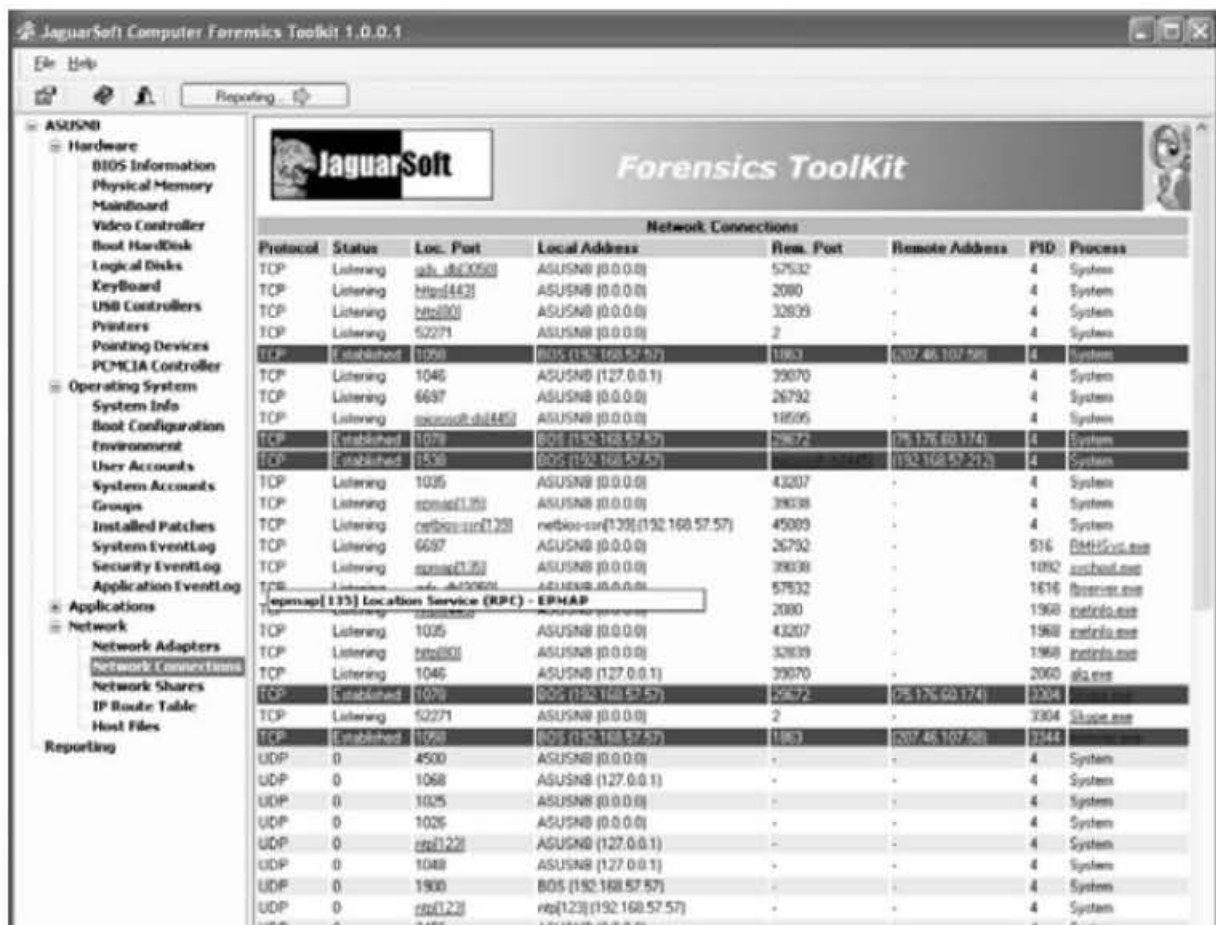 JaguarSoft Computer Forensics Toolkit 1.0.0.1
File Help
Reporting...
ASUSNB
Hardware
BIOS Information
Physical Memory
MainBoard
Video Controller
Boot HardDisk
Logical Disks
KeyBoard
USB Controllers
Printers
Pointing Devices
PCMCIA Controller
Operating System
System Info
Boot Configuration
Environment
User Accounts
System Accounts
Groups
Installed Patches
System EventLog
Security EventLog
Application EventLog
Applications
Network
Network Adapters
Network Connections
Network Shares
IP Route Table
Host Files
Reporting
JaguarSoft
Forensics ToolKit
Network Connections
Protocol Status Loc. Port Local Address Rem. Port Remote Address PID Process
TCP Listening gds_db[3050] ASUSNB (0.0.0.0) 57532 - 4 System
TCP Listening https[443] ASUSNB (0.0.0.0) 2080 - 4 System
TCP Listening http[80] ASUSNB (0.0.0.0) 32839 - 4 System
TCP Listening 52271 ASUSNB (0.0.0.0) 2 - 4 System
TCP Established 1058 BOS (192.168.57.57) 1863 (207.46.107.58) 4 System
TCP Listening 1046 ASUSNB (127.0.0.1) 39070 - 4 System
TCP Listening 6697 ASUSNB (0.0.0.0) 26792 - 4 System
TCP Listening microsoft-ds[445] ASUSNB (0.0.0.0) 18595 - 4 System
TCP Established 1070 BOS (192.168.57.57) 29672 (75.176.60.174) 4 System
TCP Established 1538 BOS (192.168.57.57) (192.168.57.212) 4 System
TCP Listening 1035 ASUSNB (0.0.0.0) 43207 - 4 System
TCP Listening epmap[135] ASUSNB (0.0.0.0) 39038 - 4 System
TCP Listening netbios-ssn[139] netbios-ssn[139] (192.168.57.57) 45089 - 4 System
TCP Listening 6697 ASUSNB (0.0.0.0) 26792 - 516 RMHSvc.exe
TCP Listening epmap[135] ASUSNB (0.0.0.0) 39038 - 1092 svchost.exe
57532 - 1616 fbserver.exe
epmap[135] Location Service (RPC) - EPMAP
2080 - 1968 inetinfo.exe
TCP Listening 1035 ASUSNB (0.0.0.0) 43207 - 1968 inetinfo.exe
TCP Listening http[80] ASUSNB (0.0.0.0) 32839 - 1968 inetinfo.exe
TCP Listening 1046 ASUSNB (127.0.0.1) 39070 - 2060 alg.exe
TCP Established 1070 BOS (192.168.57.57) 29672 (75.176.60.174) 3304
TCP Listening 52271 ASUSNB (0.0.0.0) 2 - 3304 Skype.exe
TCP Established 1058 BOS (192.168.57.57) 1863 (207.46.107.58) 3344
UDP 0 4500 ASUSNB (0.0.0.0) - - 4 System
UDP 0 1068 ASUSNB (127.0.0.1) - - 4 System
UDP 0 1025 ASUSNB (0.0.0.0) - - 4 System
UDP 0 1026 ASUSNB (0.0.0.0) - - 4 System
UDP 0 ntp[123] ASUSNB (127.0.0.1) - - 4 System
UDP 0 1048 ASUSNB (127.0.0.1) - - 4 System
UDP 0 1900 BOS (192.168.57.57) - - 4 System
UDP 0 ntp[123] ntp[123] (192.168.57.57) - - 4 System